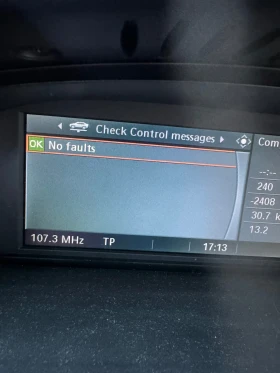 Check Control messages
Com
OK No faults
--:--
240
-2408
30.7 k
13.2
107.3 MHz TP 17:13